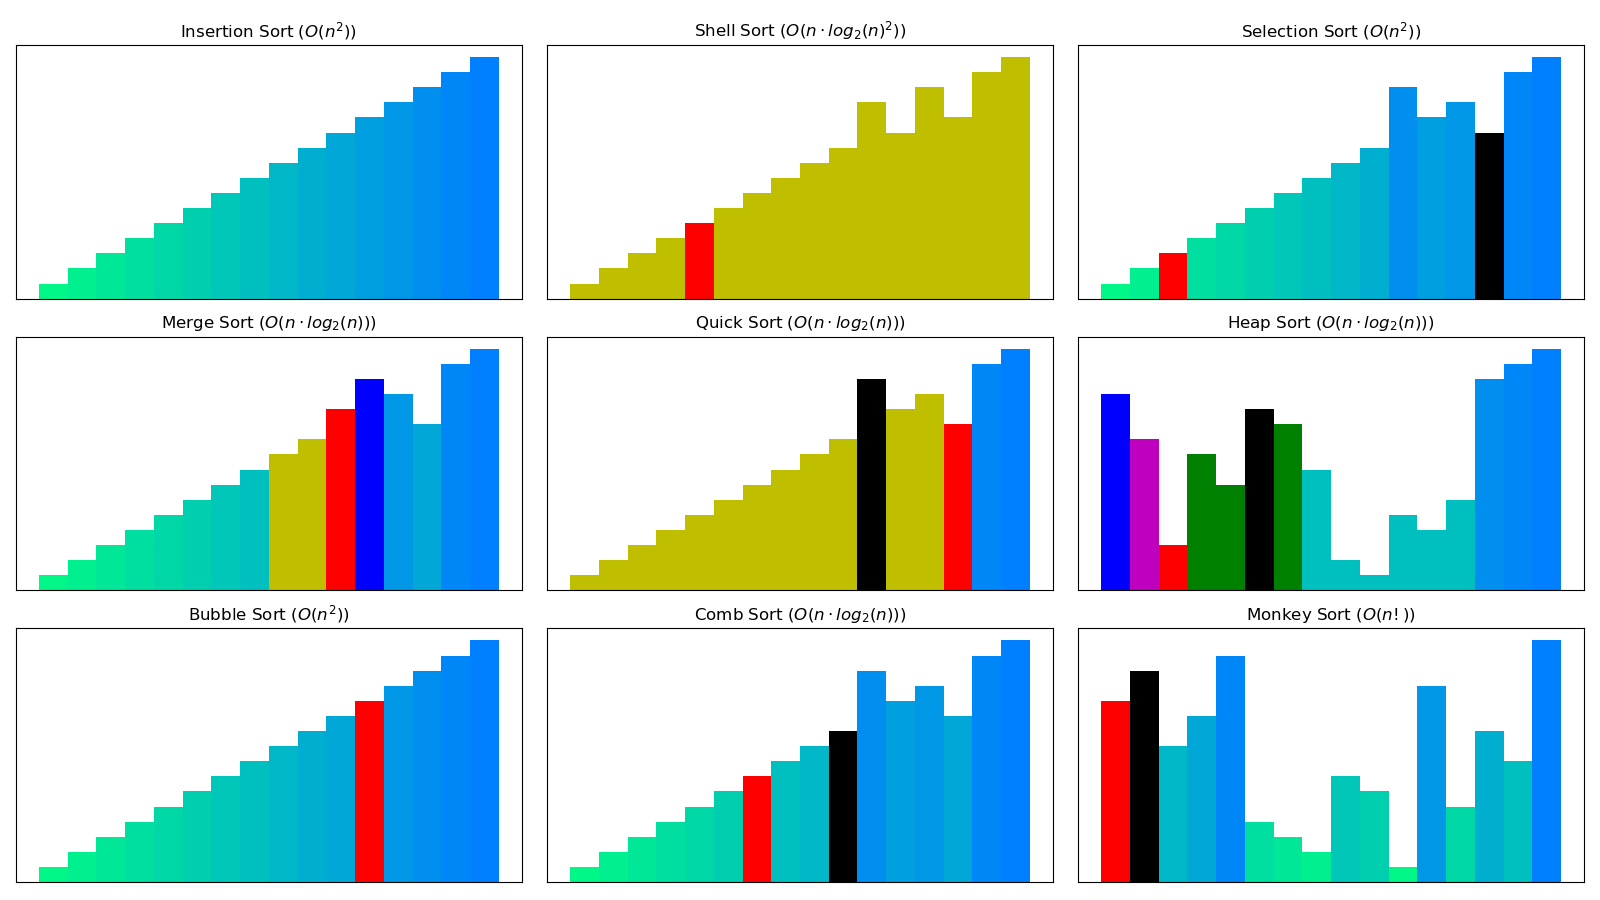 Insertion Sort (O(n²))
Shell Sort (O(n · log₂(n)²))
Selection Sort (O(n²))
Merge Sort (O(n · log₂(n)))
Quick Sort (O(n · log₂(n)))
Heap Sort (O(n · log₂(n)))
Bubble Sort (O(n²))
Comb Sort (O(n · log₂(n)))
Monkey Sort (O(n!))